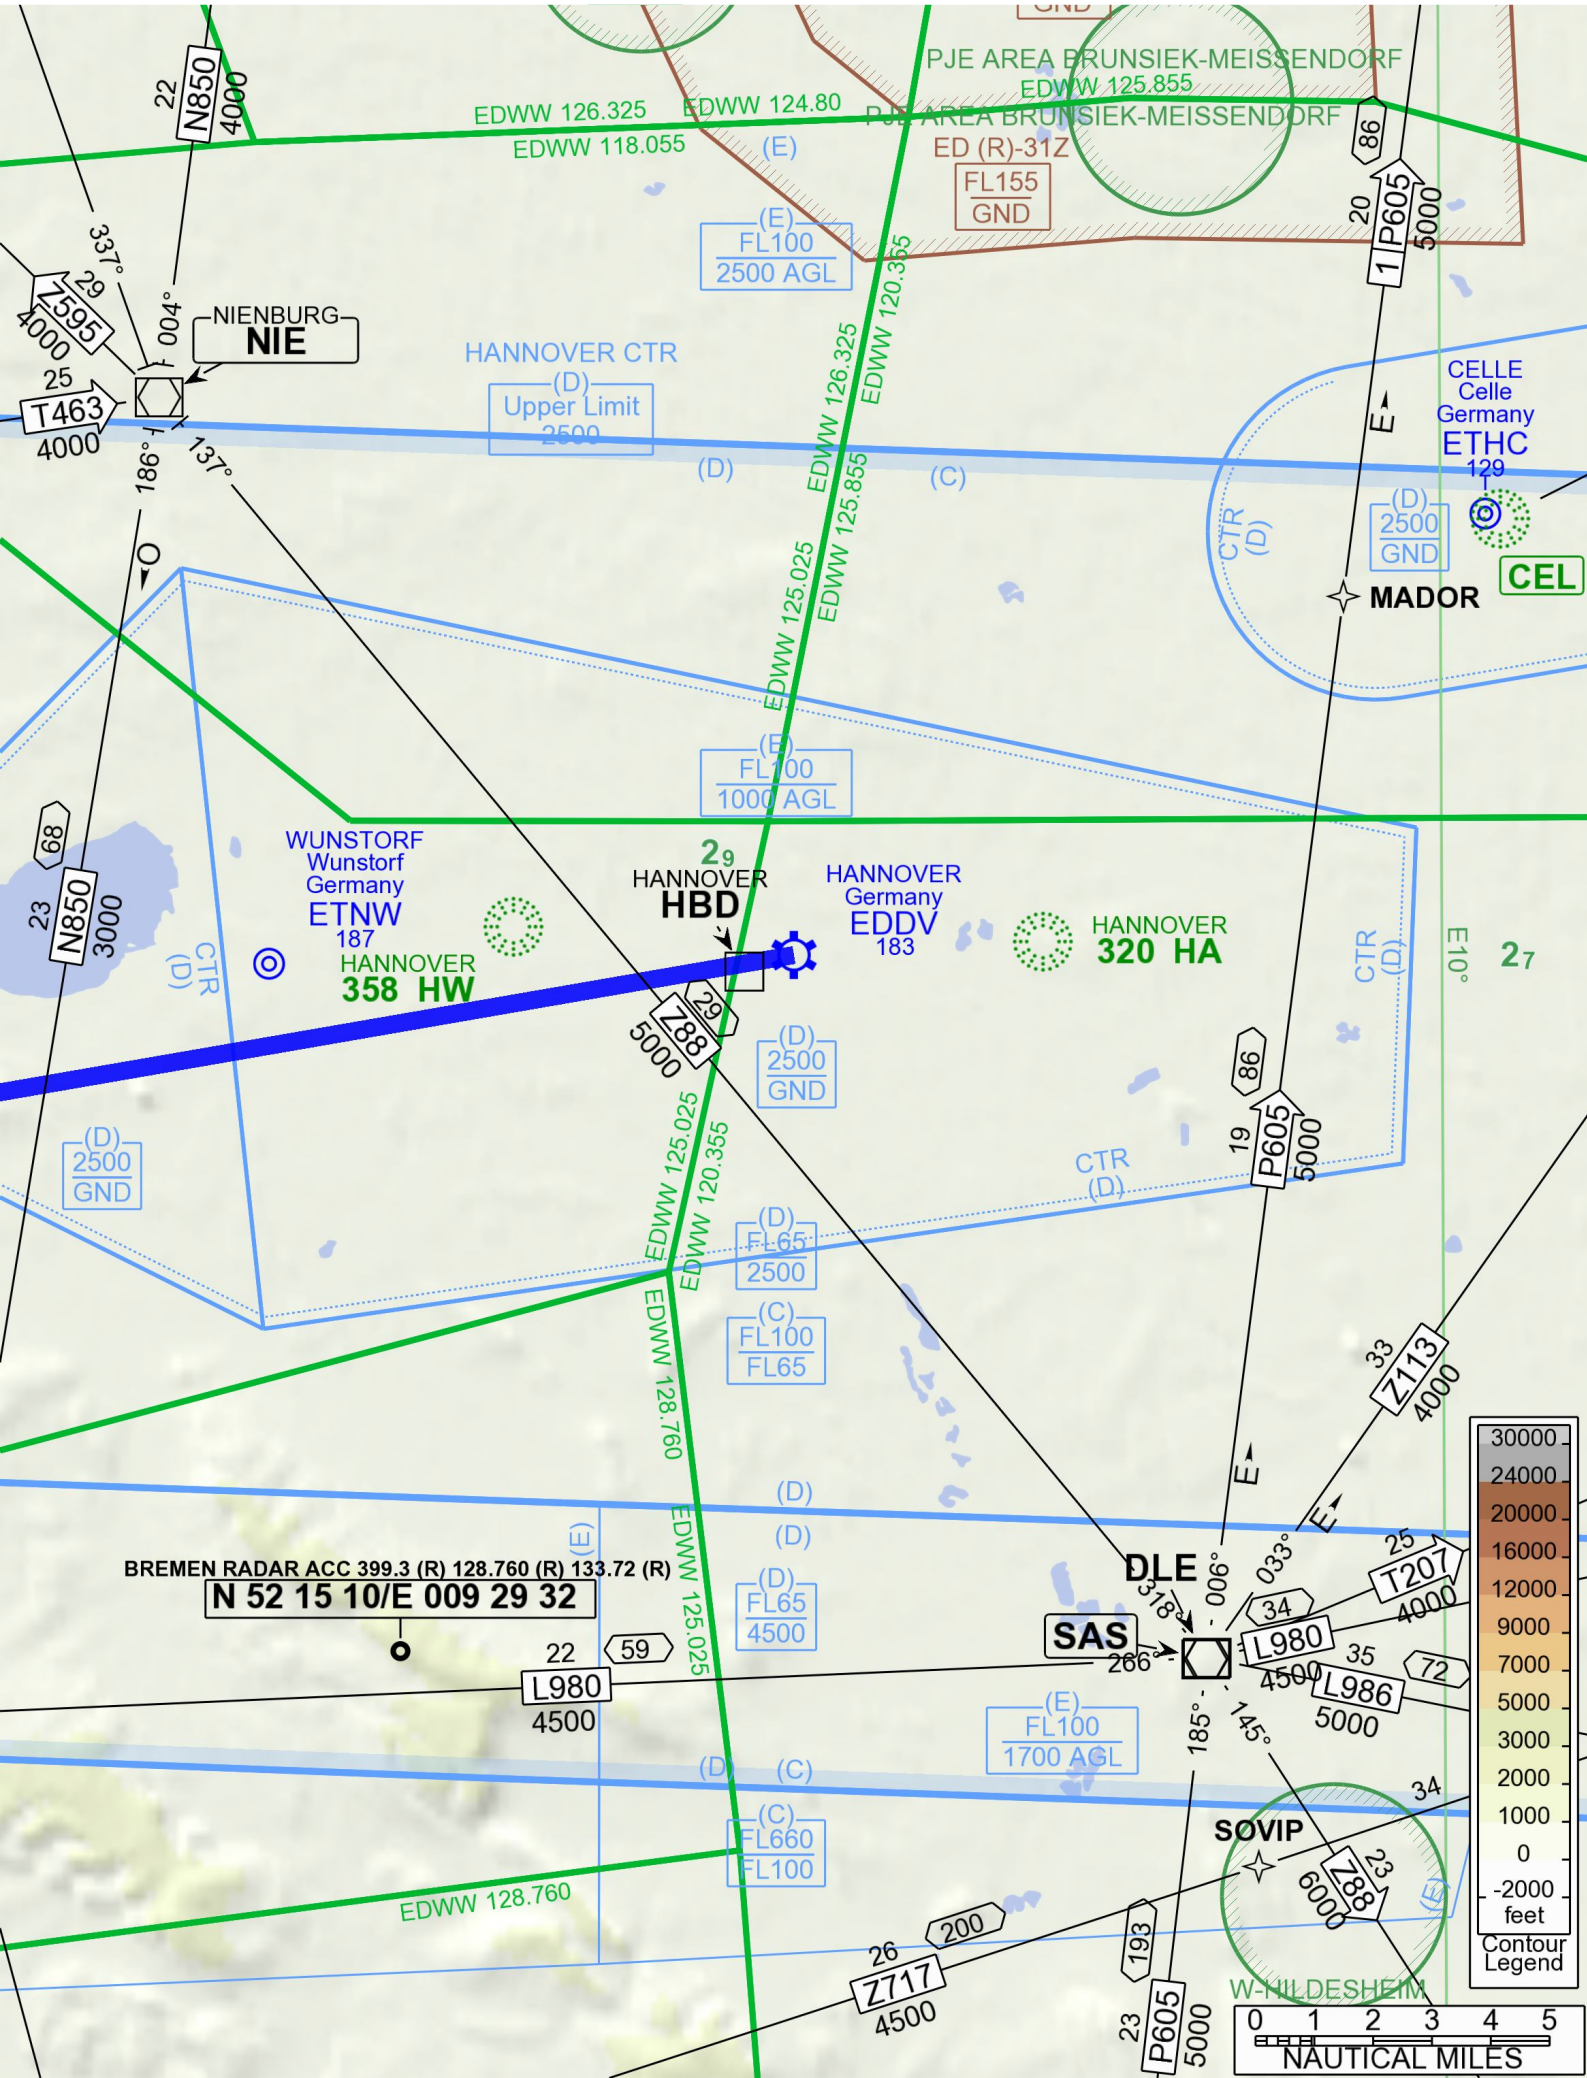 GND
PJE AREA BRUNSIEK-MEISSENDORF
EDWW 125.855
PJE AREA BRUNSIEK-MEISSENDORF
EDWW 126.325
EDWW 124.80
EDWW 118.055
(E)
ED (R)-31Z
FL155
GND
22
N850
4000
86
20
1 P605
5000
(E)
FL100
2500 AGL
337°
004°
29
Z595
4000
NIENBURG
NIE
25
T463
4000
186°
137°
O
HANNOVER CTR
(D)
Upper Limit
2500
EDWW 126.325
EDWW 120.355
(D)
(C)
EDWW 125.025
EDWW 125.855
E
CELLE
Celle
Germany
ETHC
129
CTR
(D)
(D)
2500
GND
CEL
MADOR
(E)
FL100
1000 AGL
68
23
N850
3000
WUNSTORF
Wunstorf
Germany
ETNW
187
HANNOVER
358 HW
CTR
(D)
29
HANNOVER
HBD
HANNOVER
Germany
EDDV
183
HANNOVER
320 HA
CTR
(D)
E10°
27
29
Z88
5000
(D)
2500
GND
86
19
P605
5000
(D)
2500
GND
EDWW 125.025
EDWW 120.355
CTR
(D)
(D)
FL65
2500
(C)
FL100
FL65
EDWW 128.760
33
Z113
4000
E
E
(D)
(D)
(E)
EDWW 125.025
BREMEN RADAR ACC 399.3 (R) 128.760 (R) 133.72 (R)
N 52 15 10/E 009 29 32
(D)
FL65
4500
22
59
L980
4500
DLE
318°
006°
033°
SAS
266°
34
L980
4500
25
T207
4000
35
72
L986
5000
185°
145°
(E)
FL100
1700 AGL
(D)
(C)
(C)
FL660
FL100
EDWW 128.760
34
SOVIP
23
Z88
6000
(E)
26
200
Z717
4500
193
23
P605
5000
W-HILDESHEIM
30000
24000
20000
16000
12000
9000
7000
5000
3000
2000
1000
0
-2000
feet
Contour
Legend
0 1 2 3 4 5
NAUTICAL MILES